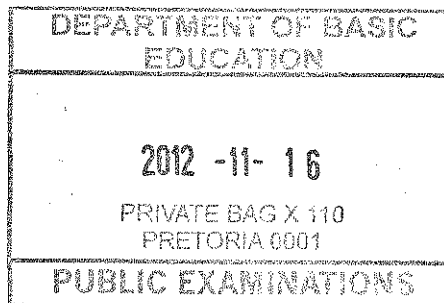 DEPARTMENT OF BASIC
EDUCATION
2012 -11- 16
PRIVATE BAG X 110
PRETORIA 0001
PUBLIC EXAMINATIONS